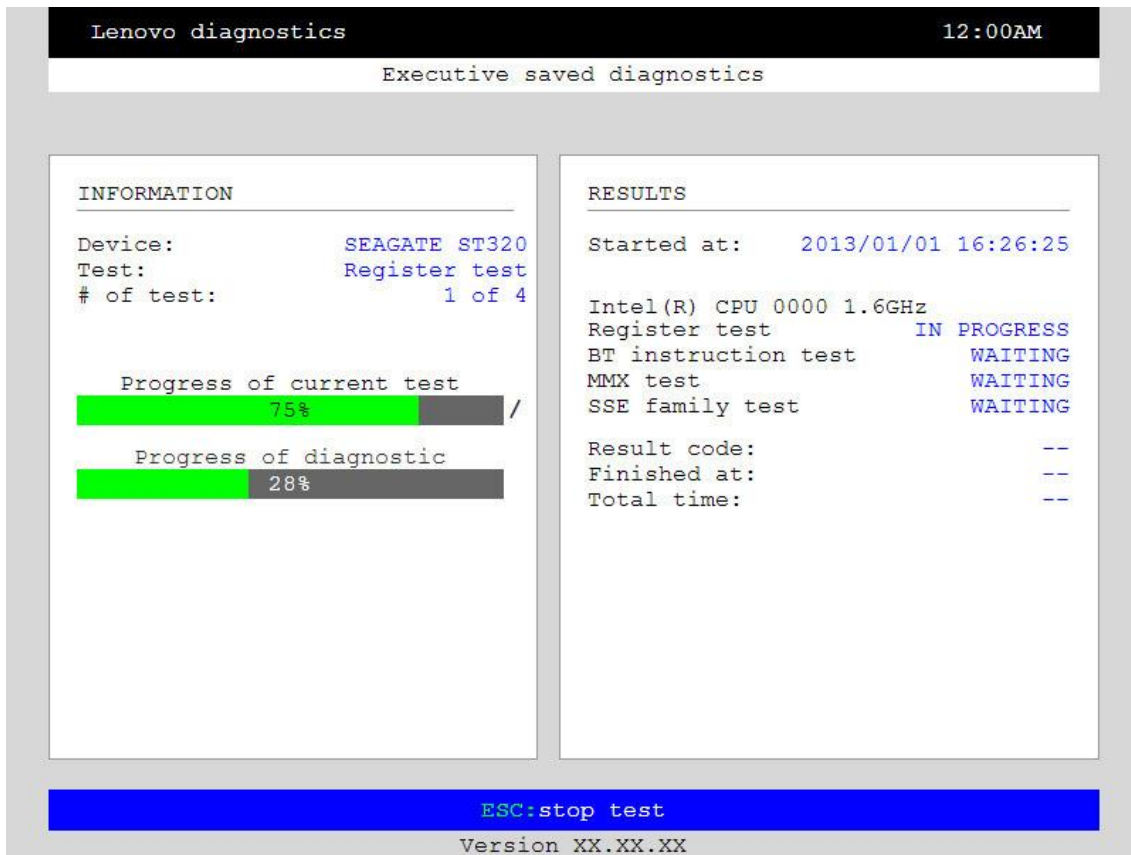 Lenovo diagnostics 12:00AM
Executive saved diagnostics
INFORMATION
Device: SEAGATE ST320
Test: Register test
# of test: 1 of 4
Progress of current test
75% /
Progress of diagnostic
28%
RESULTS
Started at: 2013/01/01 16:26:25
Intel(R) CPU 0000 1.6GHz
Register test IN PROGRESS
BT instruction test WAITING
MMX test WAITING
SSE family test WAITING
Result code: --
Finished at: --
Total time: --
ESC:stop test
Version XX.XX.XX